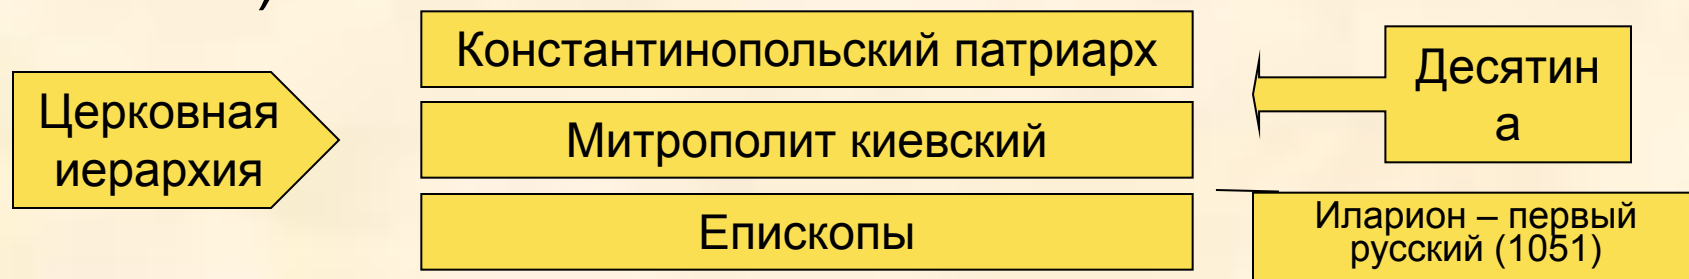 Церковная
иерархия
Константинопольский патриарх
Митрополит киевский
Епископы
Десятин
а
Иларион – первый
русский (1051)